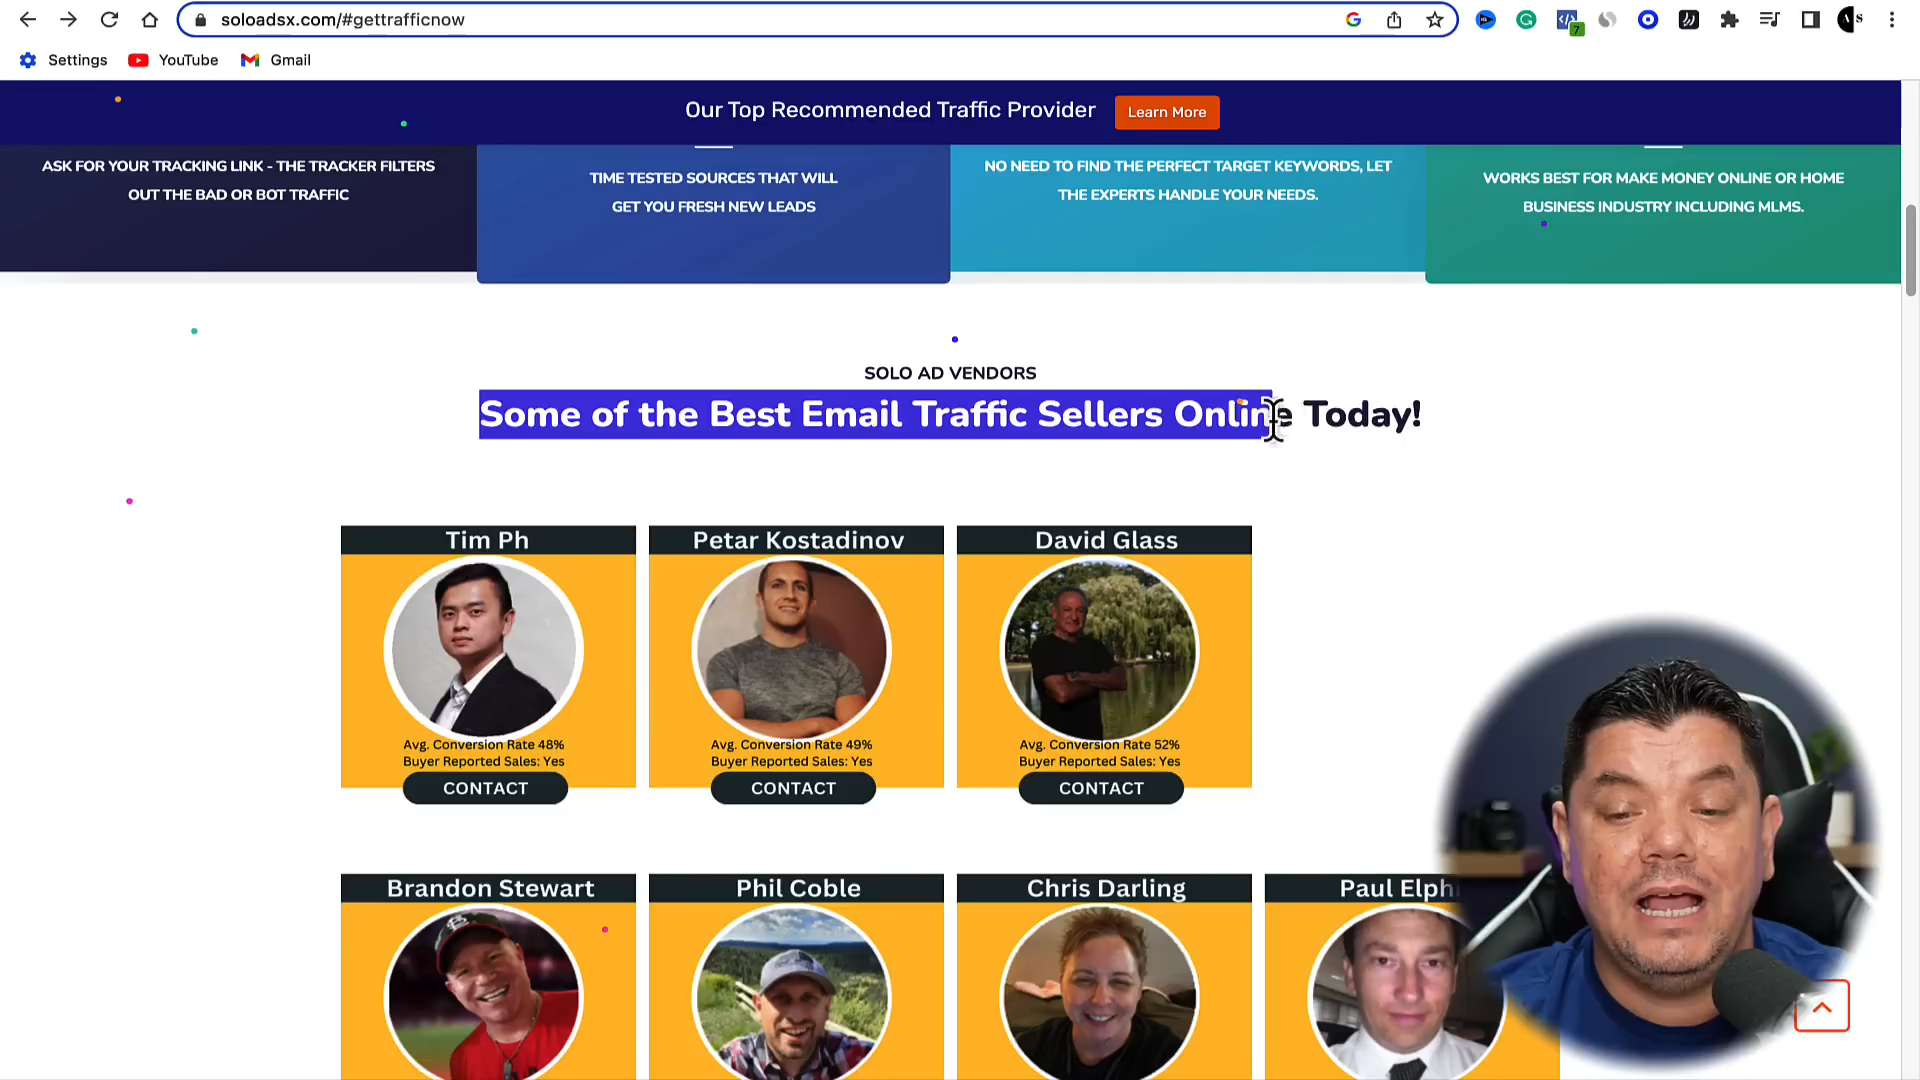 soloadsx.com/#gettrafficnow
7
A S
Settings YouTube Gmail
Our Top Recommended Traffic Provider Learn More
ASK FOR YOUR TRACKING LINK - THE TRACKER FILTERS
OUT THE BAD OR BOT TRAFFIC
TIME TESTED SOURCES THAT WILL
GET YOU FRESH NEW LEADS
NO NEED TO FIND THE PERFECT TARGET KEYWORDS, LET
THE EXPERTS HANDLE YOUR NEEDS.
WORKS BEST FOR MAKE MONEY ONLINE OR HOME
BUSINESS INDUSTRY INCLUDING MLMS.
SOLO AD VENDORS
Some of the Best Email Traffic Sellers Online Today!
Tim Ph
Avg. Conversion Rate 48%
Buyer Reported Sales: Yes
CONTACT
Petar Kostadinov
Avg. Conversion Rate 49%
Buyer Reported Sales: Yes
CONTACT
David Glass
Avg. Conversion Rate 52%
Buyer Reported Sales: Yes
CONTACT
Brandon Stewart
Phil Coble
Chris Darling
Paul Elph